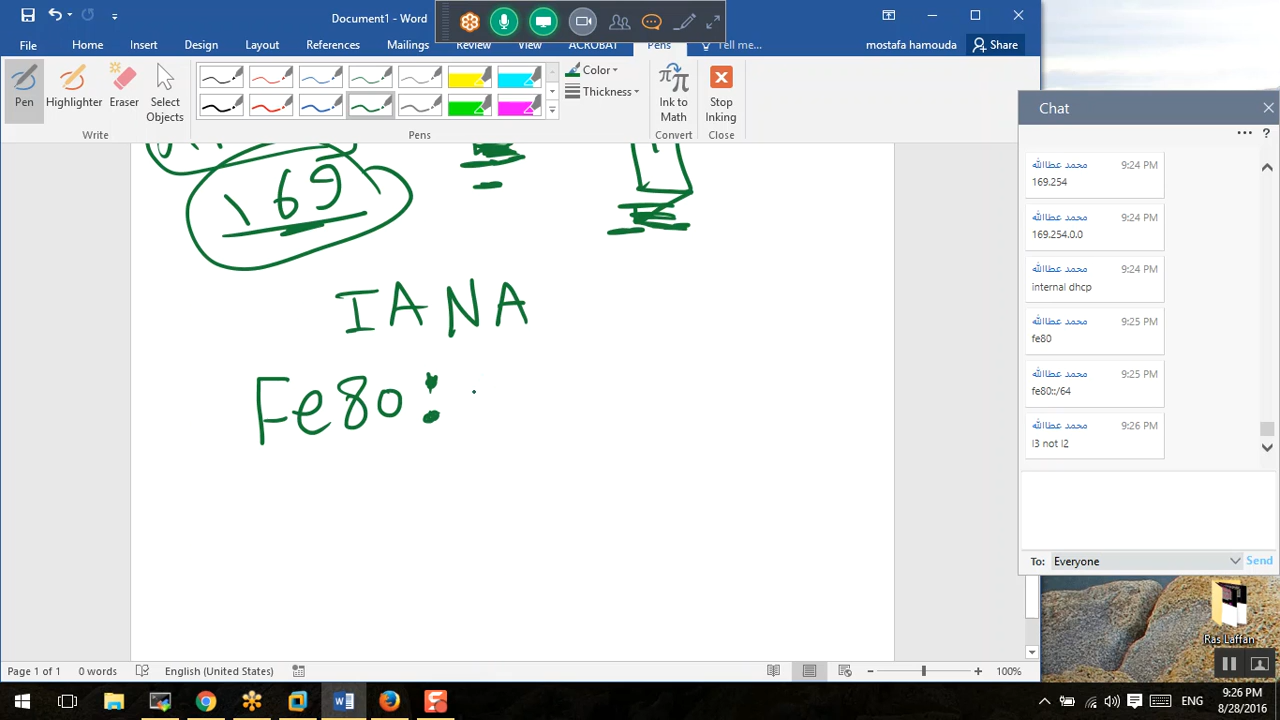 Document1 - Word
File Home Insert Design Layout References Mailings Review View ACROBAT Pens Tell me... mostafa hamouda Share
Pen Highlighter Eraser Select Objects
Color
Thickness
Ink to Math
Stop Inking
Write Pens Convert Close
169
IANA
Fe80:
Chat
... ?
محمد عطاالله 9:24 PM
169.254
محمد عطاالله 9:24 PM
169.254.0.0
محمد عطاالله 9:24 PM
internal dhcp
محمد عطاالله 9:25 PM
fe80
محمد عطاالله 9:25 PM
fe80::/64
محمد عطاالله 9:26 PM
l3 not l2
To: Everyone Send
Ras Laffan
Page 1 of 1 0 words English (United States) 100%
ENG 9:26 PM
8/28/2016